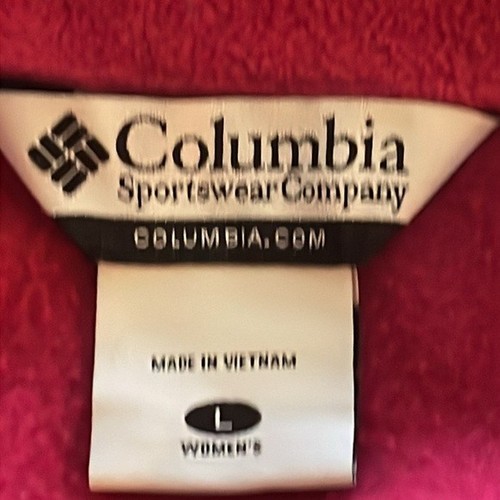 Columbia
Sportswear Company
COLUMBIA.COM
MADE IN VIETNAM
L
WOMEN'S